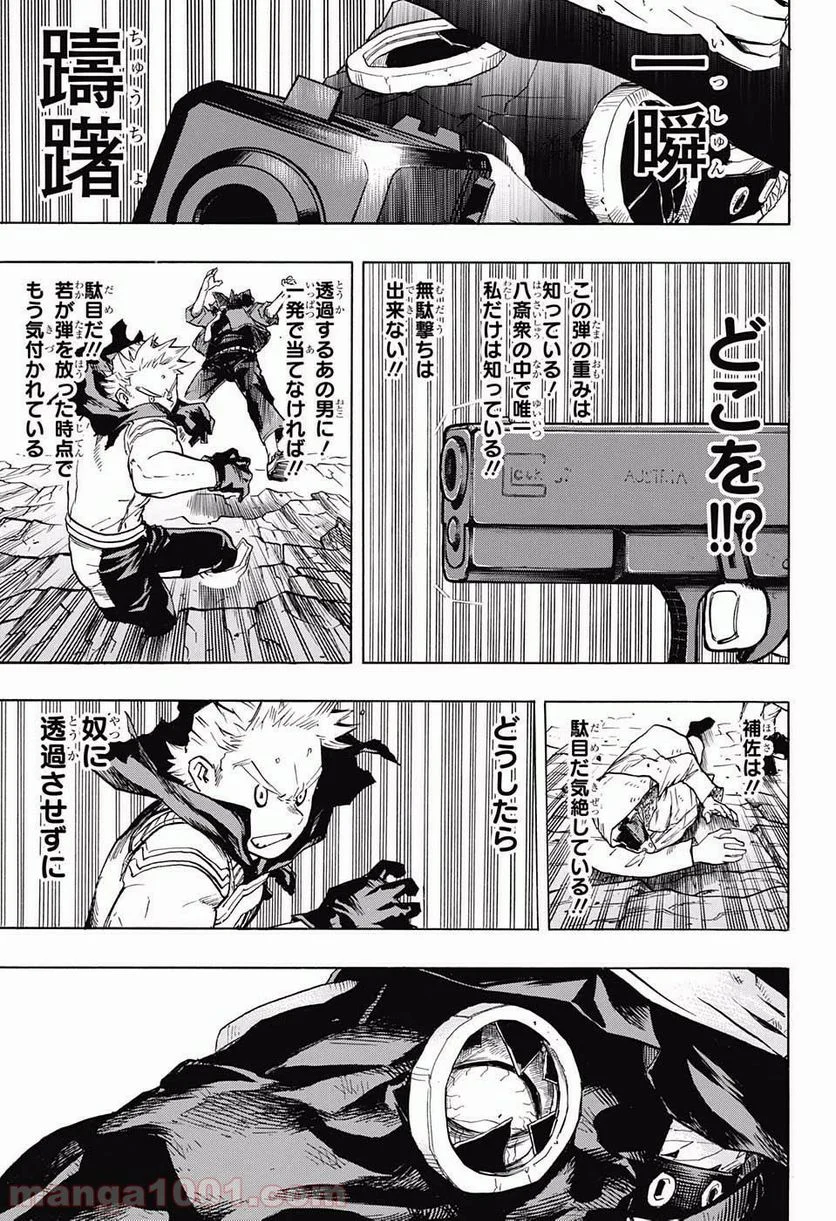 一瞬
躊躇
どこを!!?
この弾の重みは
知っている!
八斎衆の中で唯一
私だけは知っている!!
無駄撃ちは
出来ない!!
AUSTRIA
透過するあの男に!
一発で当てなければ!!
駄目だ!!
若が弾を放った時点で
もう気付かれている
補佐は!!
駄目だ気絶している!!
どうしたら
奴に
透過させずに
manga1001.com